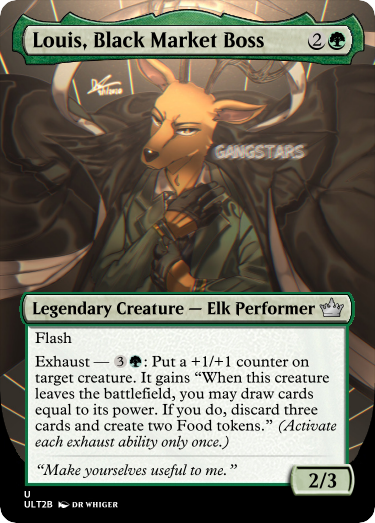 Louis, Black Market Boss 2
GANGSTARS
Legendary Creature — Elk Performer
Flash
Exhaust — 3: Put a +1/+1 counter on
target creature. It gains “When this creature
leaves the battlefield, you may draw cards
equal to its power. If you do, discard three
cards and create two Food tokens.” (Activate
each exhaust ability only once.)
“Make yourselves useful to me.”
2/3
U
ULT2B DR WHIGER